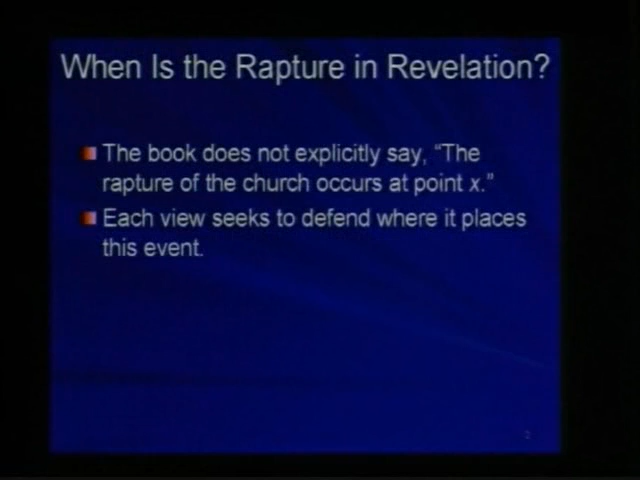 When Is the Rapture in Revelation?
The book does not explicitly say, “The
rapture of the church occurs at point x.”
Each view seeks to defend where it places
this event.
2